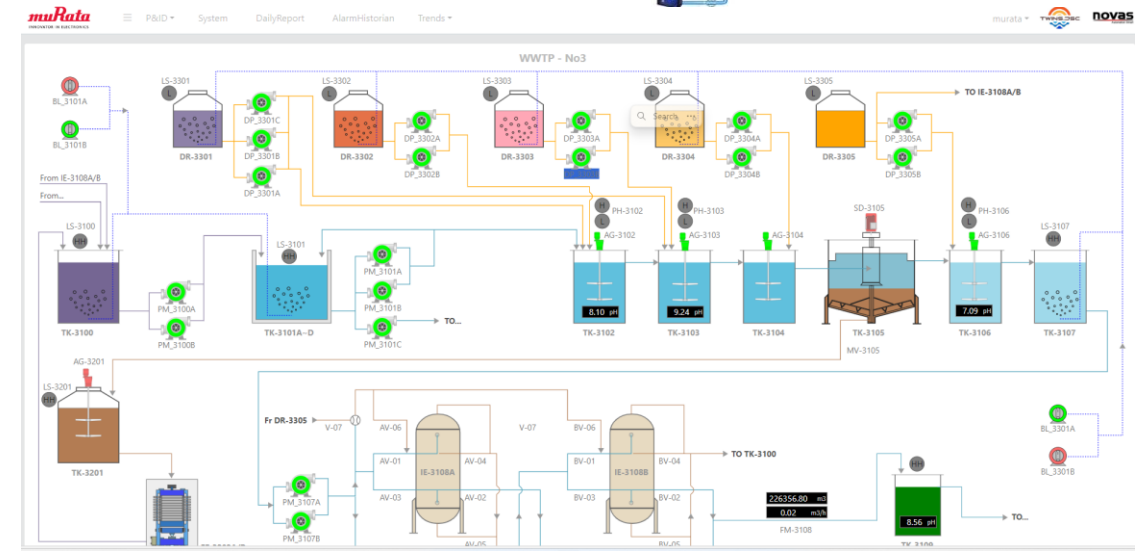 muRata
INNOVATOR IN ELECTRONICS
P&ID
System
DailyReport
AlarmHistorian
Trends
murata
novas
WWTP - No3
LS-3301
L
LS-3302
L
LS-3303
L
LS-3304
L
LS-3305
L
BL_3101A
BL_3101B
DP_3301C
DP_3301B
DP_3301A
DP_3302A
DP_3302B
DP_3303A
DP_3304A
DP_3304B
DP_3305A
DP_3305B
Search
TO IE-3108A/B
DR-3301
DR-3302
DR-3303
DR-3304
DR-3305
From IE-3108A/B
From...
LS-3100
HH
LS-3101
HH
PM_3100A
PM_3100B
PM_3101A
PM_3101B
PM_3101C
TO...
H
L
PH-3102
AG-3102
H
L
PH-3103
AG-3103
AG-3104
SD-3105
H
L
PH-3106
AG-3106
LS-3107
HH
8.10 pH
9.24 pH
7.09 pH
TK-3100
TK-3101A~D
TK-3102
TK-3103
TK-3104
TK-3105
TK-3106
TK-3107
MV-3105
AG-3201
LS-3201
HH
TK-3201
Fr DR-3305
V-07
AV-06
V-07
BV-06
AV-01
AV-04
BV-01
BV-04
TO TK-3100
IE-3108A
IE-3108B
AV-03
AV-02
BV-03
BV-02
PM_3107A
PM_3107B
AV-05
BV-05
226356.80 m3
0.02 m3/h
FM-3108
HH
8.56 pH
TO...
BL_3301A
BL_3301B